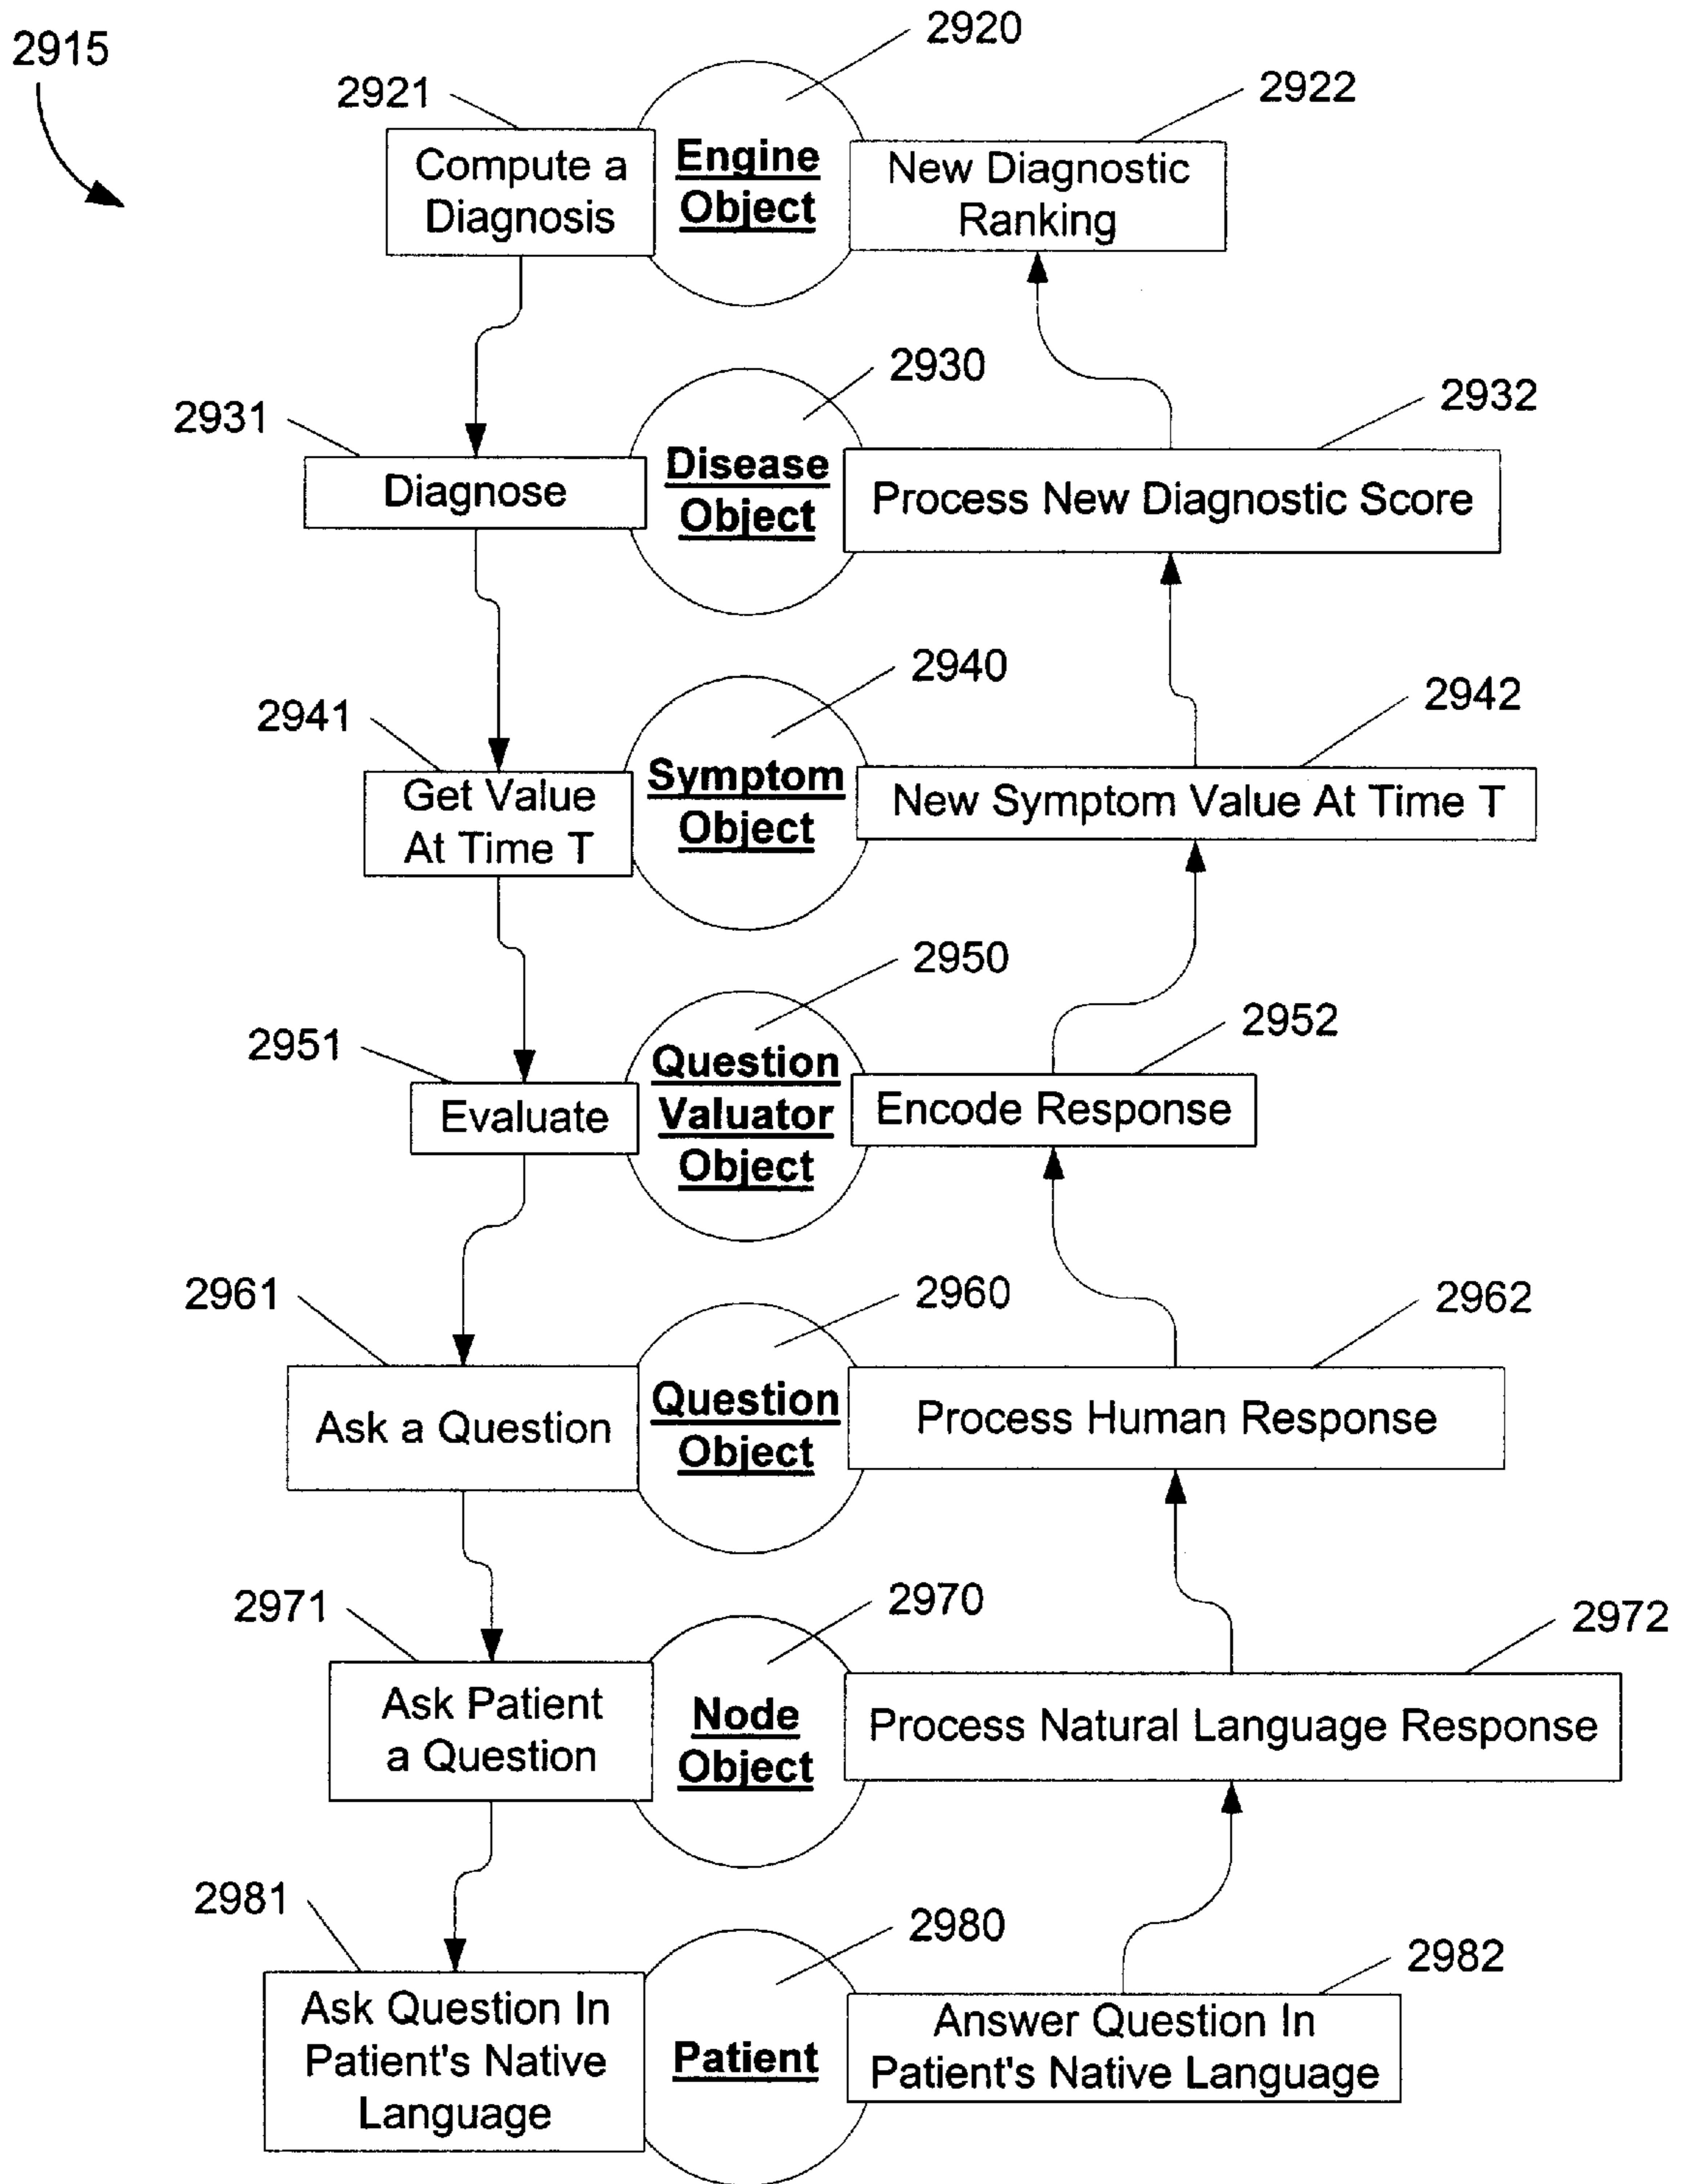 2915
2920
2921
2922
Compute a
Diagnosis
Engine
Object
New Diagnostic
Ranking
2930
2931
2932
Diagnose
Disease
Object
Process New Diagnostic Score
2940
2941
2942
Get Value
At Time T
Symptom
Object
New Symptom Value At Time T
2950
2951
2952
Evaluate
Question
Valuator
Object
Encode Response
2960
2961
2962
Ask a Question
Question
Object
Process Human Response
2970
2971
2972
Ask Patient
a Question
Node
Object
Process Natural Language Response
2980
2981
2982
Ask Question In
Patient's Native
Language
Patient
Answer Question In
Patient's Native Language